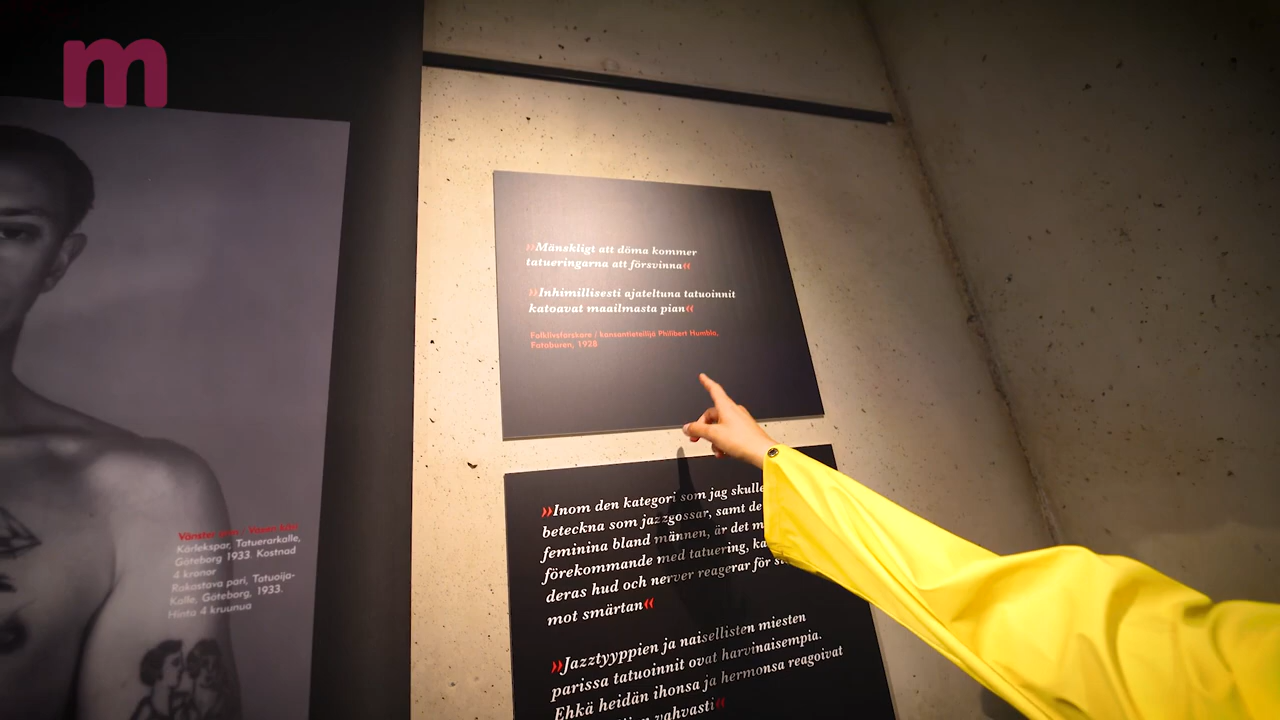 m
»Mänskligt att döma kommer
tatueringarna att försvinna«
»Inhimillisesti ajateltuna tatuoinnit
katoavat maailmasta pian«
Folklivsforskare / kansantieteilijä Philibert Humbla,
Fotoburen, 1928
»Inom den kategori som jag skulle
beteckna som jazzgossar, samt de
feminina bland männen, är det
förekommande med tatuering,
deras hud och nerver reagerar för
mot smärtan«
»Jazztyyppien ja naisellisten miesten
parissa tatuoinnit ovat harvinaisempia.
Ehkä heidän ihonsa ja hermonsa reagoivat
vahvasti«
Vänster
Kärlekspar, Tatuerarkalle,
Göteborg 1933. Kostnad
4 kronor
Rakastava pari, Tatuoija-
Kalle, Göteborg, 1933.
Hinta 4 kruunua